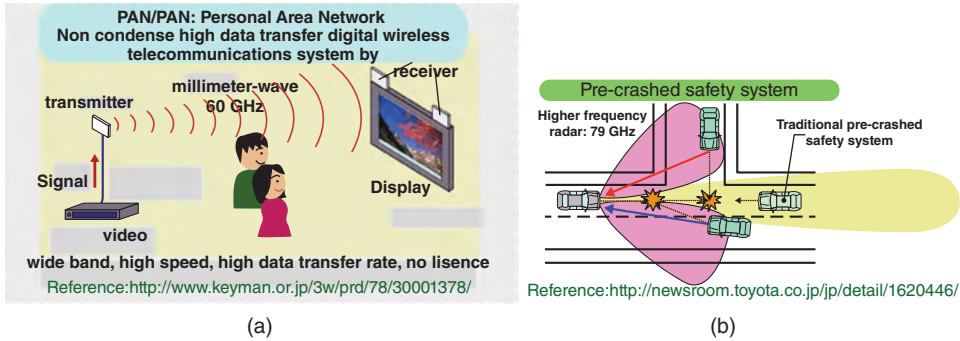 PAN/PAN: Personal Area Network
Non condense high data transfer digital wireless
telecommunications system by
receiver
millimeter-wave
60 GHz
transmitter
Signal
Display
video
wide band, high speed, high data transfer rate, no lisence
Reference:http://www.keyman.or.jp/3w/prd/78/30001378/
(a)
Pre-crashed safety system
Higher frequency
radar: 79 GHz
Traditional pre-crashed
safety system
Reference:http://newsroom.toyota.co.jp/jp/detail/1620446/
(b)